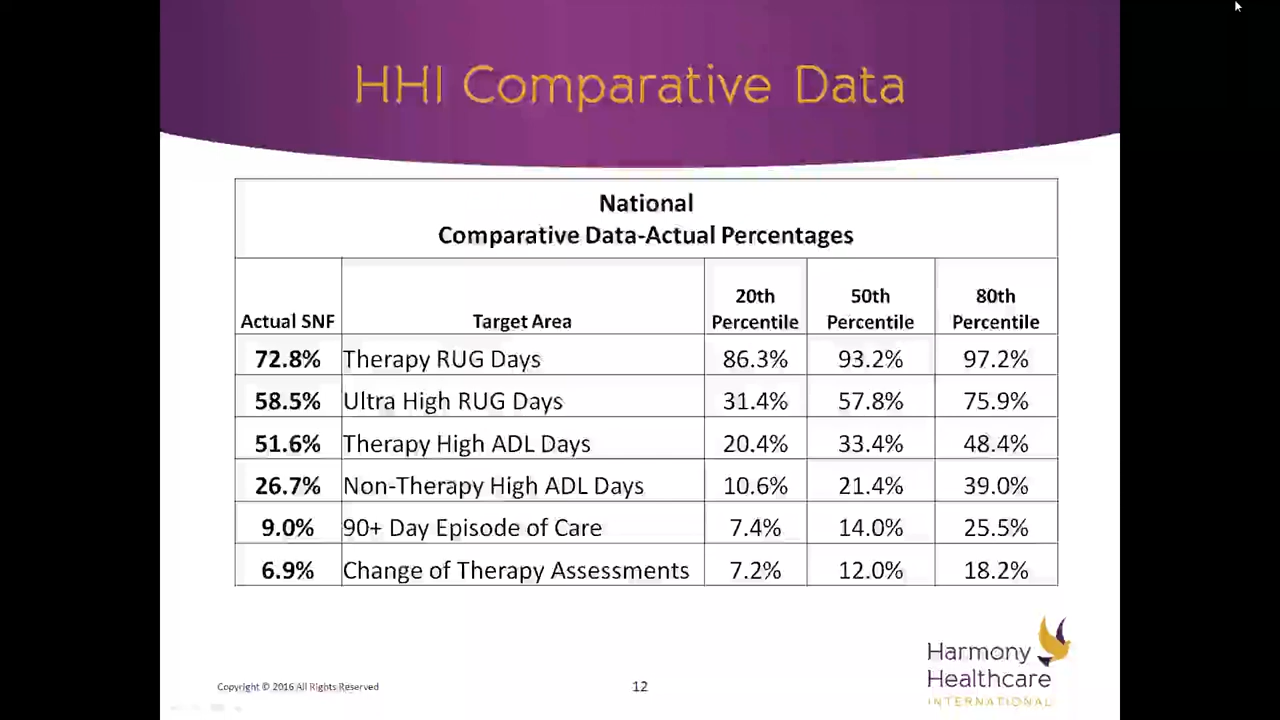 HHI Comparative Data
National
Comparative Data-Actual Percentages
Actual SNF Target Area 20th Percentile 50th Percentile 80th Percentile
72.8% Therapy RUG Days 86.3% 93.2% 97.2%
58.5% Ultra High RUG Days 31.4% 57.8% 75.9%
51.6% Therapy High ADL Days 20.4% 33.4% 48.4%
26.7% Non-Therapy High ADL Days 10.6% 21.4% 39.0%
9.0% 90+ Day Episode of Care 7.4% 14.0% 25.5%
6.9% Change of Therapy Assessments 7.2% 12.0% 18.2%
Harmony
Healthcare
INTERNATIONAL
Copyright © 2016 All Rights Reserved
12